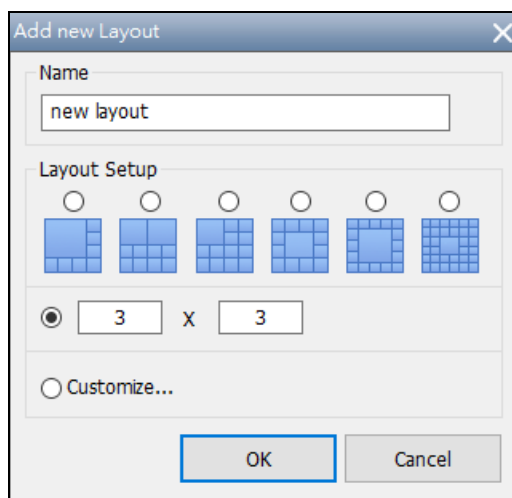 Add new Layout
Name
new layout
Layout Setup
3 X 3
Customize...
OK Cancel